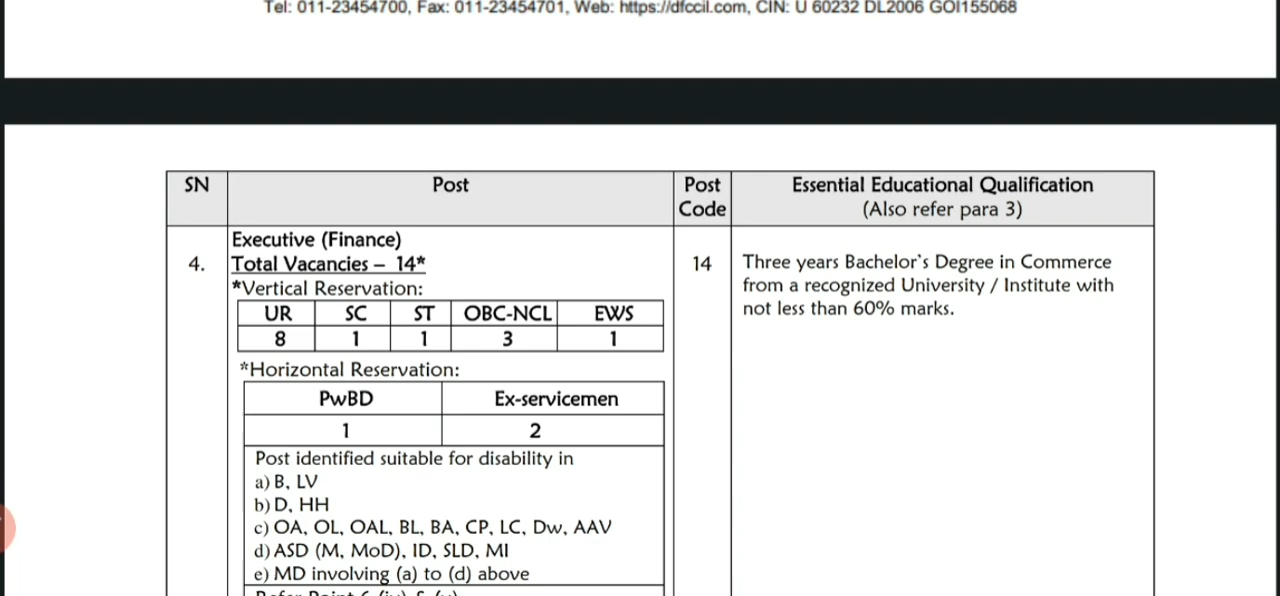 Tel: 011-23454700, Fax: 011-23454701, Web: https://dfccil.com, CIN: U 60232 DL2006 GOI155068
SN Post Post Code Essential Educational Qualification (Also refer para 3)
4.
Executive (Finance)
Total Vacancies – 14*
*Vertical Reservation:
UR SC ST OBC-NCL EWS
8 1 1 3 1
*Horizontal Reservation:
PwBD Ex-servicemen
1 2
Post identified suitable for disability in
a) B, LV
b) D, HH
c) OA, OL, OAL, BL, BA, CP, LC, Dw, AAV
d) ASD (M, MoD), ID, SLD, MI
e) MD involving (a) to (d) above
14
Three years Bachelor's Degree in Commerce
from a recognized University / Institute with
not less than 60% marks.